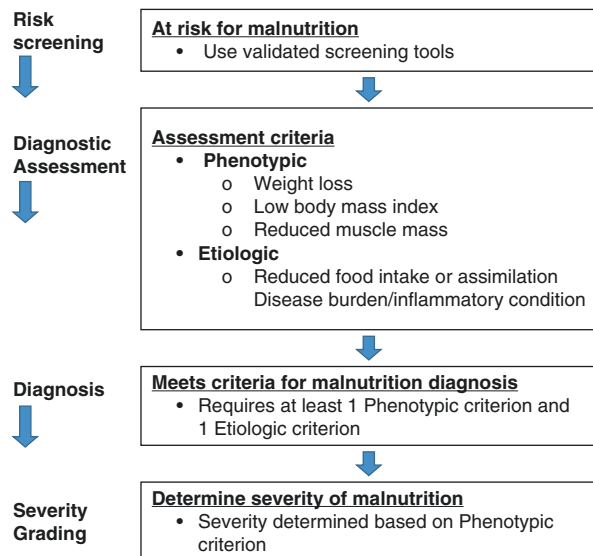 Risk
screening
At risk for malnutrition
• Use validated screening tools
Diagnostic
Assessment
Assessment criteria
• Phenotypic
o Weight loss
o Low body mass index
o Reduced muscle mass
• Etiologic
o Reduced food intake or assimilation
Disease burden/inflammatory condition
Diagnosis
Meets criteria for malnutrition diagnosis
• Requires at least 1 Phenotypic criterion and
1 Etiologic criterion
Severity
Grading
Determine severity of malnutrition
• Severity determined based on Phenotypic
criterion